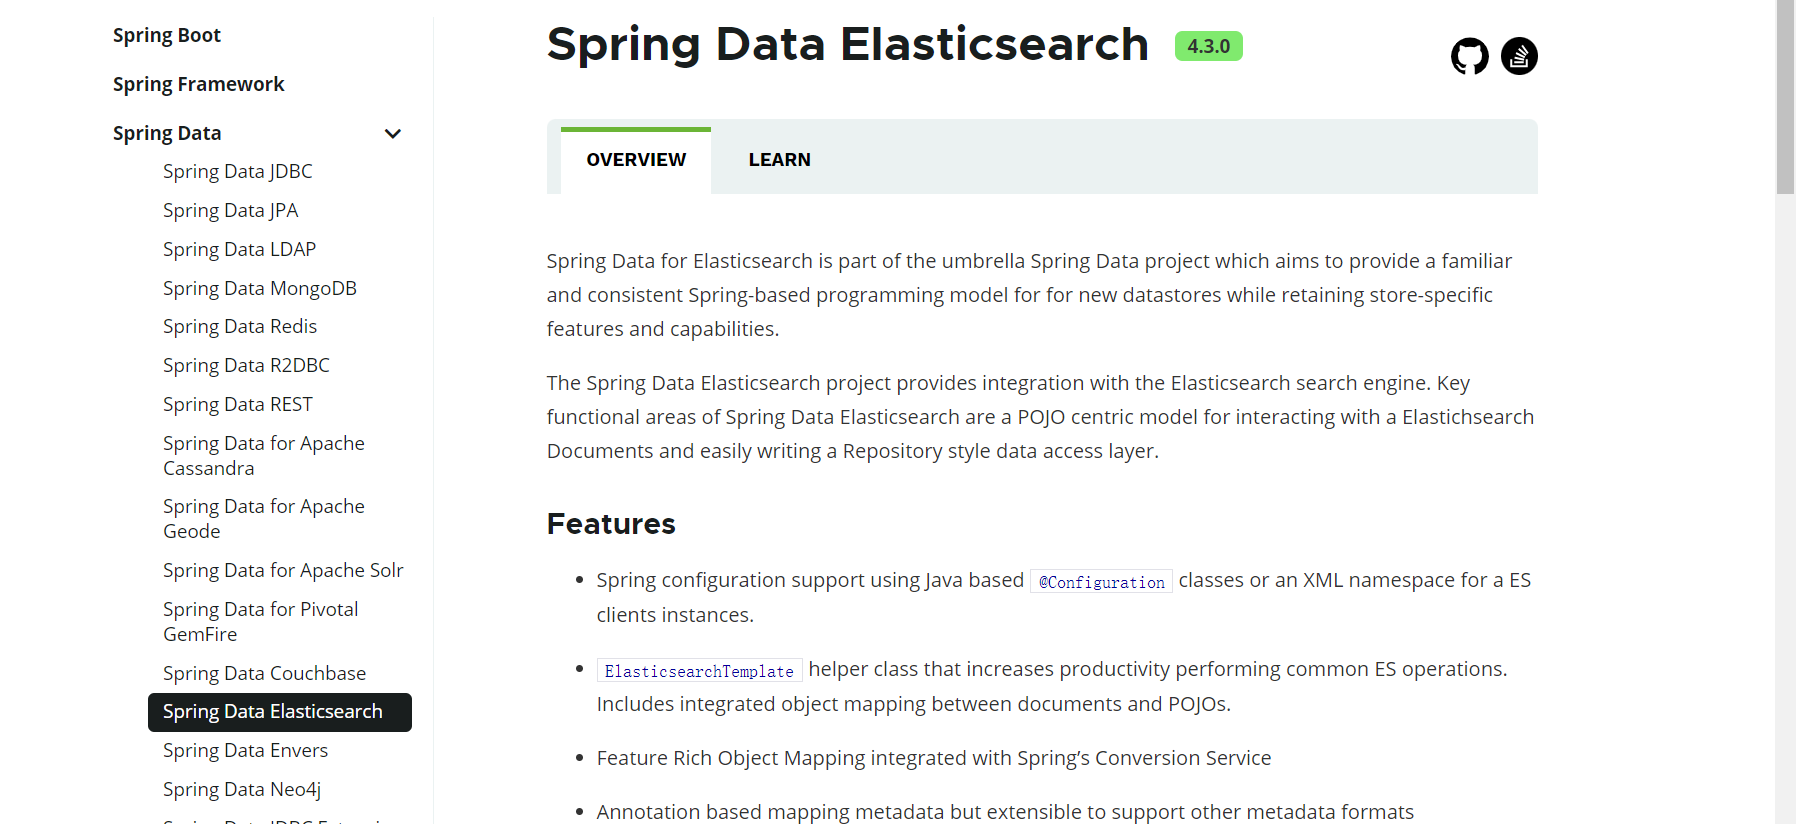 Spring Boot
Spring Framework
Spring Data
Spring Data JDBC
Spring Data JPA
Spring Data LDAP
Spring Data MongoDB
Spring Data Redis
Spring Data R2DBC
Spring Data REST
Spring Data for Apache
Cassandra
Spring Data for Apache
Geode
Spring Data for Apache Solr
Spring Data for Pivotal
GemFire
Spring Data Couchbase
Spring Data Elasticsearch
Spring Data Envers
Spring Data Neo4j
Spring Data Elasticsearch 4.3.0
OVERVIEW LEARN
Spring Data for Elasticsearch is part of the umbrella Spring Data project which aims to provide a familiar
and consistent Spring-based programming model for for new datastores while retaining store-specific
features and capabilities.
The Spring Data Elasticsearch project provides integration with the Elasticsearch search engine. Key
functional areas of Spring Data Elasticsearch are a POJO centric model for interacting with a Elastichsearch
Documents and easily writing a Repository style data access layer.
Features
• Spring configuration support using Java based @Configuration classes or an XML namespace for a ES
clients instances.
• ElasticsearchTemplate helper class that increases productivity performing common ES operations.
Includes integrated object mapping between documents and POJOs.
• Feature Rich Object Mapping integrated with Spring’s Conversion Service
• Annotation based mapping metadata but extensible to support other metadata formats